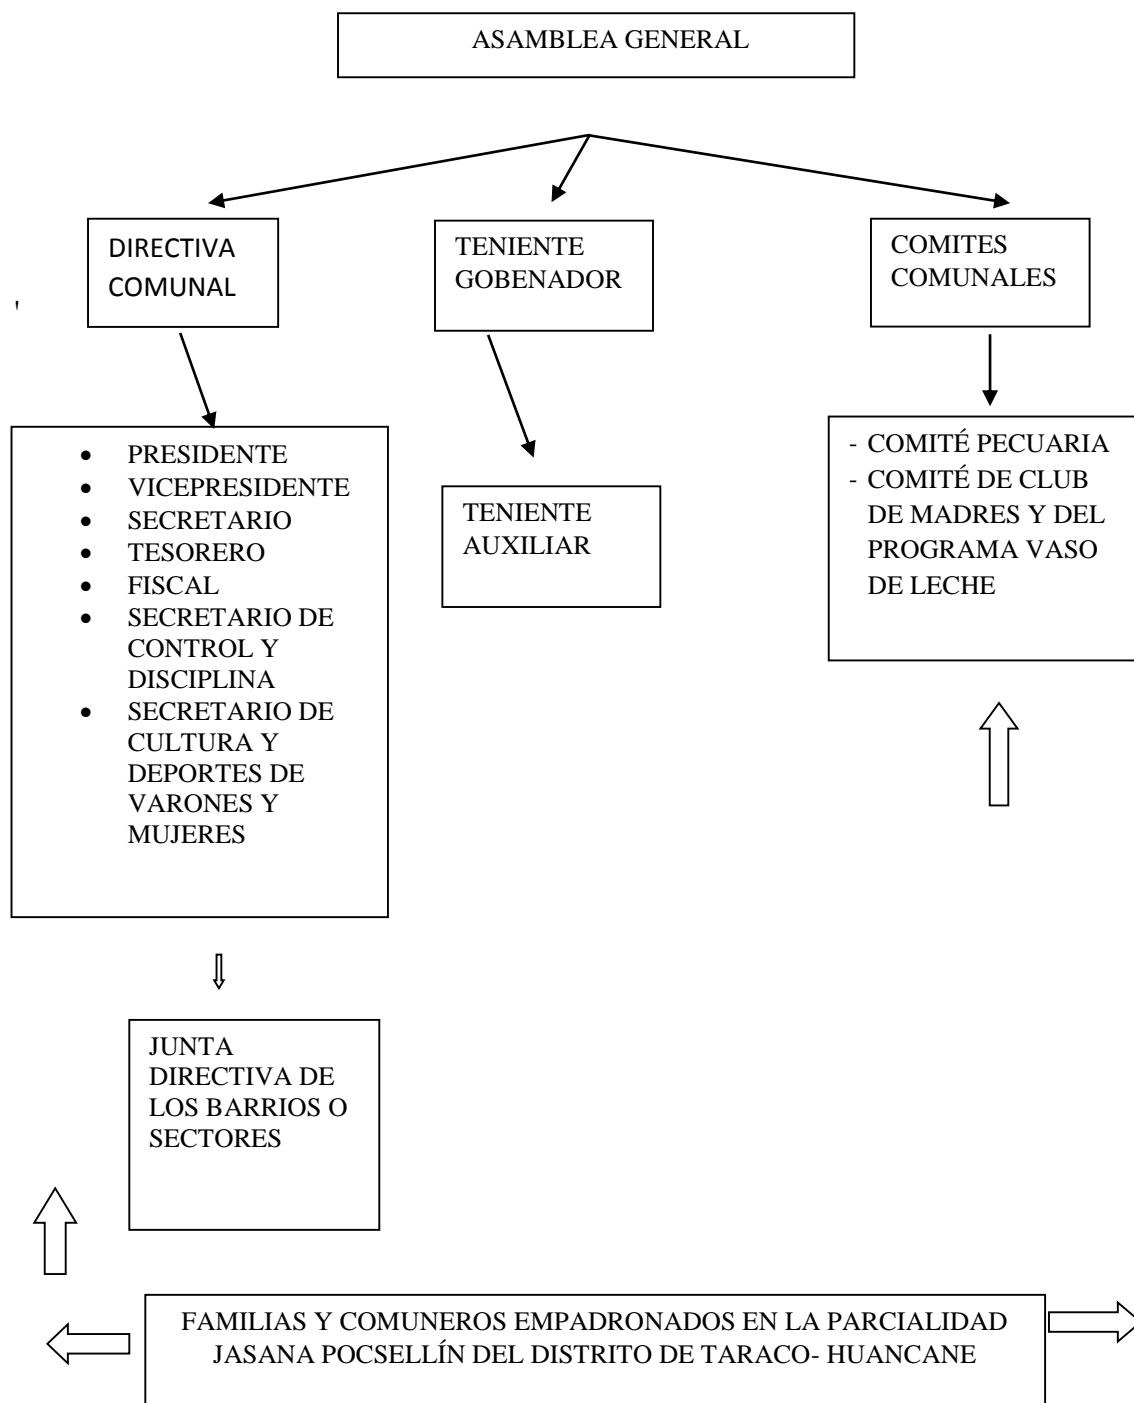 ASAMBLEA GENERAL
DIRECTIVA
COMUNAL
TENIENTE
GOBENADOR
COMITES
COMUNALES
'
• PRESIDENTE
• VICEPRESIDENTE
• SECRETARIO
• TESORERO
• FISCAL
• SECRETARIO DE
CONTROL Y
DISCIPLINA
• SECRETARIO DE
CULTURA Y
DEPORTES DE
VARONES Y
MUJERES
TENIENTE
AUXILIAR
- COMITÉ PECUARIA
- COMITÉ DE CLUB
DE MADRES Y DEL
PROGRAMA VASO
DE LECHE
JUNTA
DIRECTIVA DE
LOS BARRIOS O
SECTORES
FAMILIAS Y COMUNEROS EMPADRONADOS EN LA PARCIALIDAD
JASANA POCSELLÍN DEL DISTRITO DE TARACO- HUANCANE